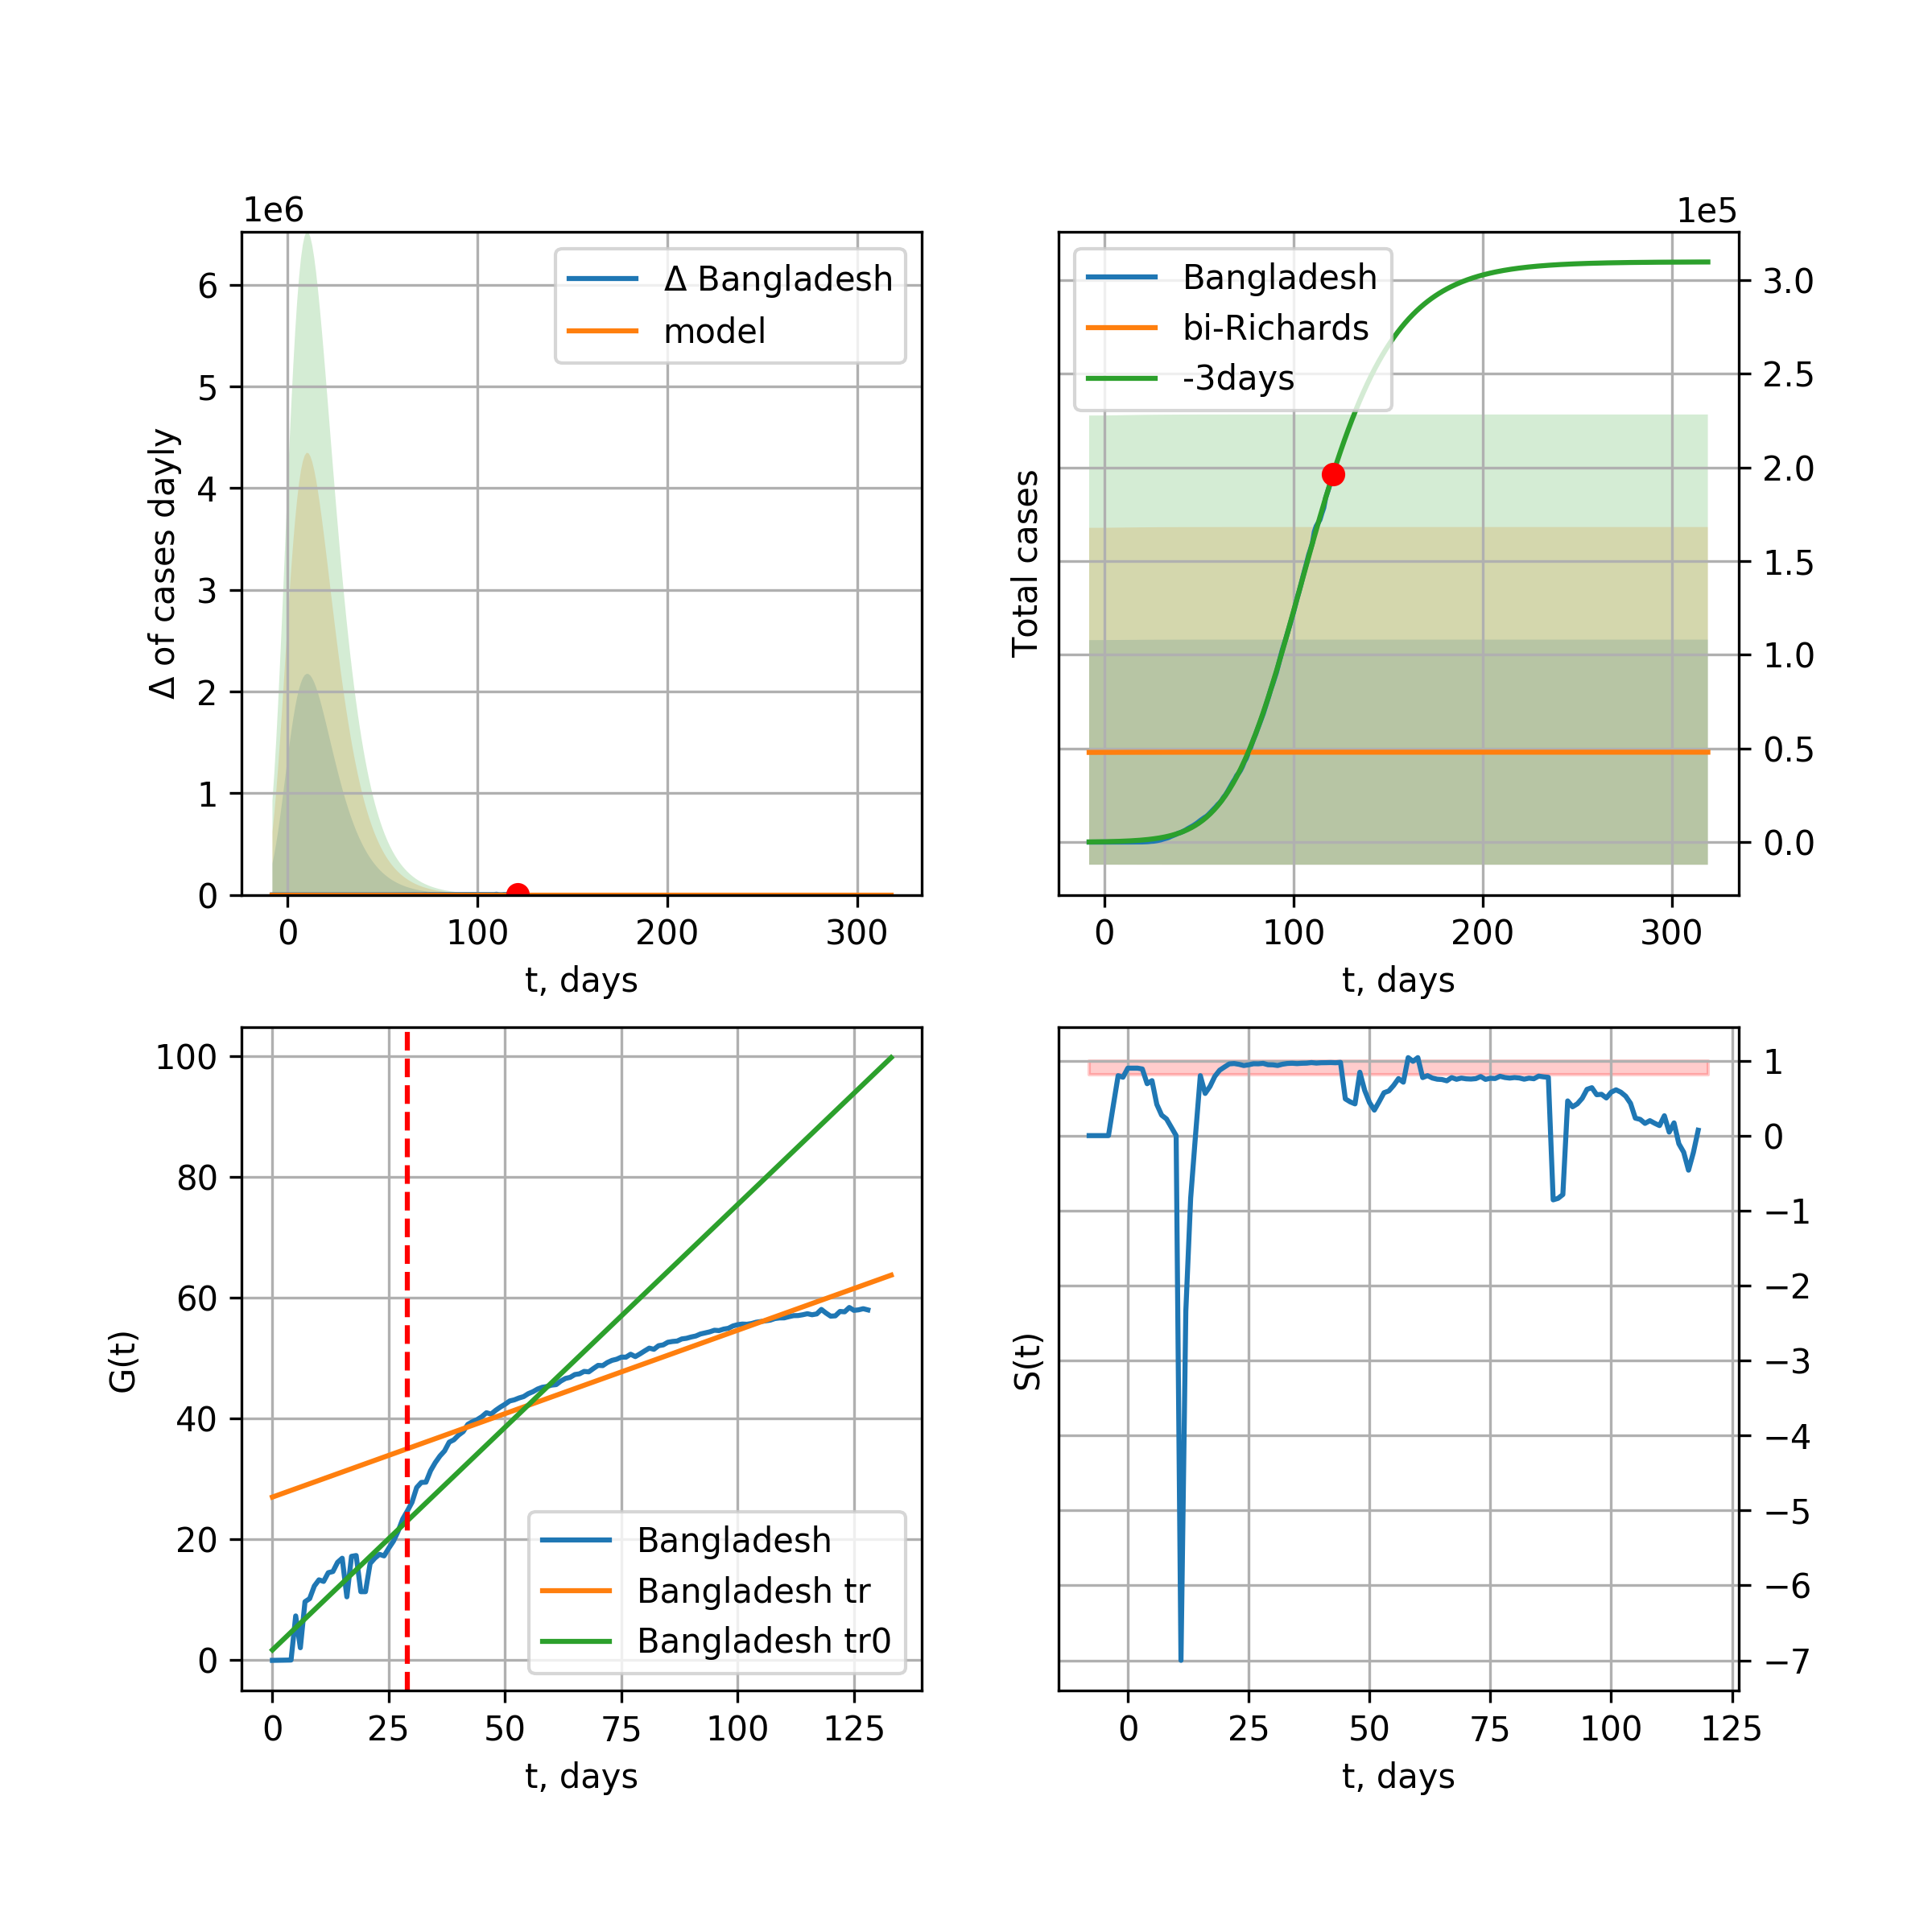 1e6
Δ of cases dayly
6
5
4
3
2
1
0
Δ Bangladesh
model
0 100 200 300
t, days
1e5
Total cases
Bangladesh
bi-Richards
-3days
3.0
2.5
2.0
1.5
1.0
0.5
0.0
0 100 200 300
t, days
G(t)
100
80
60
40
20
0
Bangladesh
Bangladesh tr
Bangladesh tr0
0 25 50 75 100 125
t, days
S(t)
1
0
−1
−2
−3
−4
−5
−6
−7
0 25 50 75 100 125
t, days